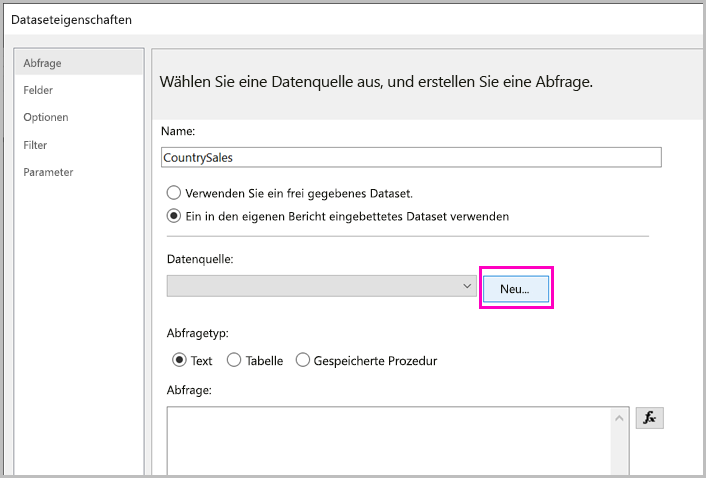 Dataseteigenschaften
Abfrage
Felder
Optionen
Filter
Parameter
Wählen Sie eine Datenquelle aus, und erstellen Sie eine Abfrage.
Name:
CountrySales
Verwenden Sie ein frei gegebenes Dataset.
Ein in den eigenen Bericht eingebettetes Dataset verwenden
Datenquelle:
Neu...
Abfragetyp:
Text Tabelle Gespeicherte Prozedur
Abfrage:
fx